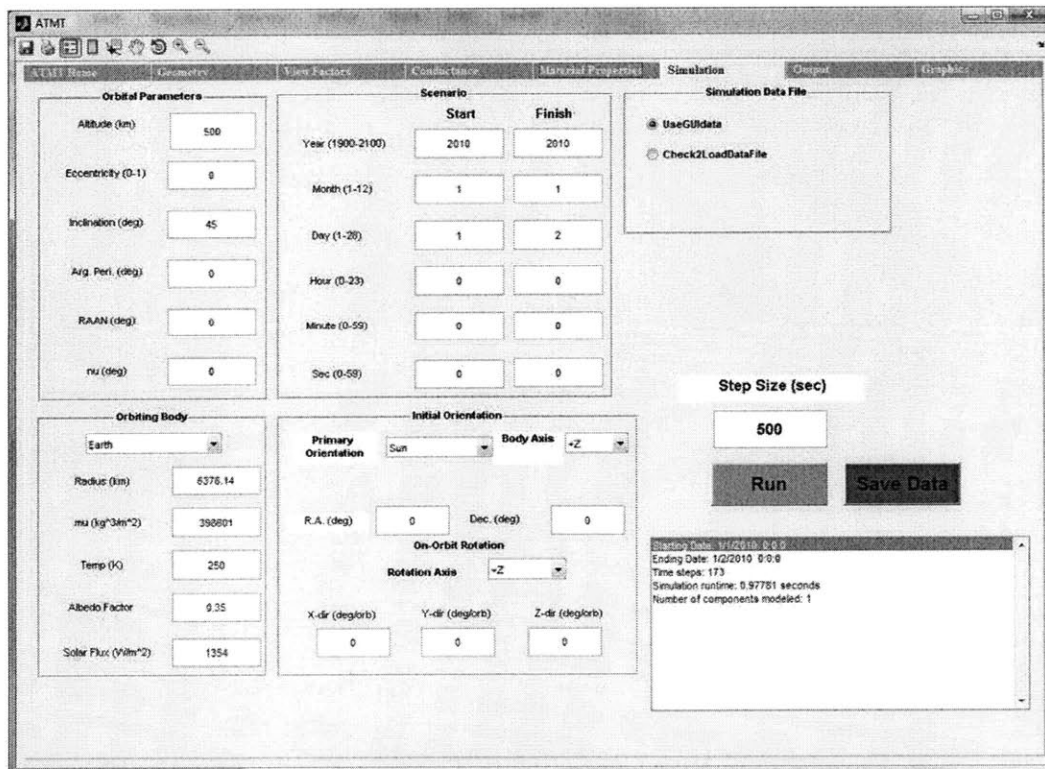 ATMT
ATMT Home Geometry View Factors Conductance Material Properties Simulation Output Graphics
Orbital Parameters
Altitude (km) 500
Eccentricity (0-1) 0
Inclination (deg) 45
Arg. Peri. (deg) 0
RAAN (deg) 0
nu (deg) 0
Scenario
Start Finish
Year (1900-2100) 2010 2010
Month (1-12) 1 1
Day (1-28) 1 2
Hour (0-23) 0 0
Minute (0-59) 0 0
Sec (0-59) 0 0
Simulation Data File
UseGUIdata
Check2LoadDataFile
Orbiting Body
Earth
Radius (km) 6378.14
mu (kg^3/m^2) 398601
Temp (K) 250
Albedo Factor 0.35
Solar Flux (W/m^2) 1354
Initial Orientation
Primary Orientation Sun Body Axis +Z
R.A. (deg) 0 Dec. (deg) 0
On-Orbit Rotation
Rotation Axis +Z
X-dir (deg/orb) Y-dir (deg/orb) Z-dir (deg/orb)
0 0 0
Step Size (sec)
500
Run Save Data
Starting Date: 1/1/2010 0:0:0
Ending Date: 1/2/2010 0:0:0
Time steps: 173
Simulation runtime: 0.97781 seconds
Number of components modeled: 1